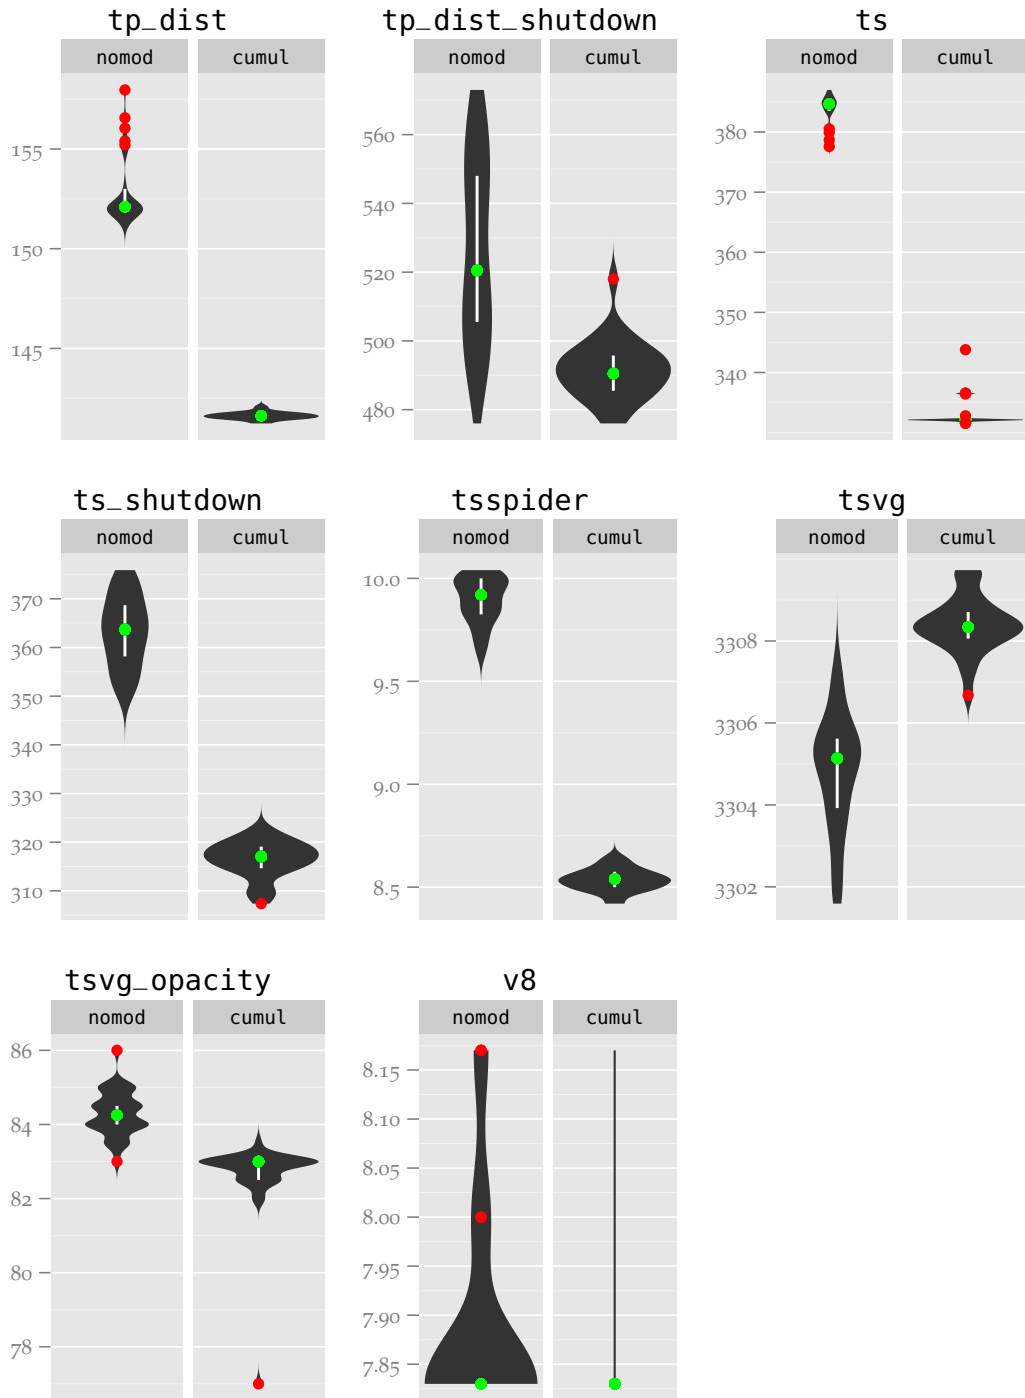 tp_dist
nomod cumul
155
150
145
tp_dist_shutdown
nomod cumul
560
540
520
500
480
ts
nomod cumul
380
370
360
350
340
ts_shutdown
nomod cumul
370
360
350
340
330
320
310
tsspider
nomod cumul
10.0
9.5
9.0
8.5
tsvg
nomod cumul
3308
3306
3304
3302
tsvg_opacity
nomod cumul
86
84
82
80
78
v8
nomod cumul
8.15
8.10
8.05
8.00
7.95
7.90
7.85